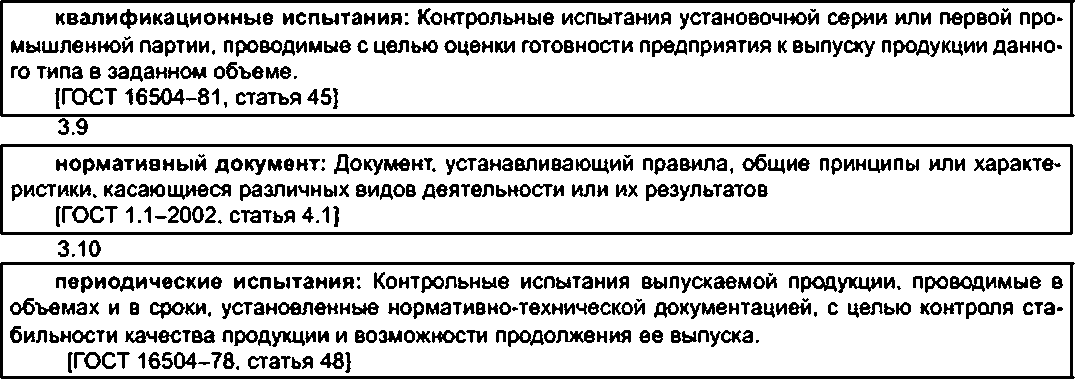 квалификационные испытания: Контрольные испытания установочной серии или первой про-
мышленной партии, проводимые с целью оценки готовности предприятия к выпуску продукции данно-
го типа в заданном объеме.
[ГОСТ 16504–81, статья 45]
3.9
нормативный документ: Документ, устанавливающий правила, общие принципы или характе-
ристики, касающиеся различных видов деятельности или их результатов
[ГОСТ 1.1–2002, статья 4.1]
3.10
периодические испытания: Контрольные испытания выпускаемой продукции, проводимые в
объемах и в сроки, установленные нормативно-технической документацией, с целью контроля ста-
бильности качества продукции и возможности продолжения ее выпуска.
[ГОСТ 16504–78, статья 48]